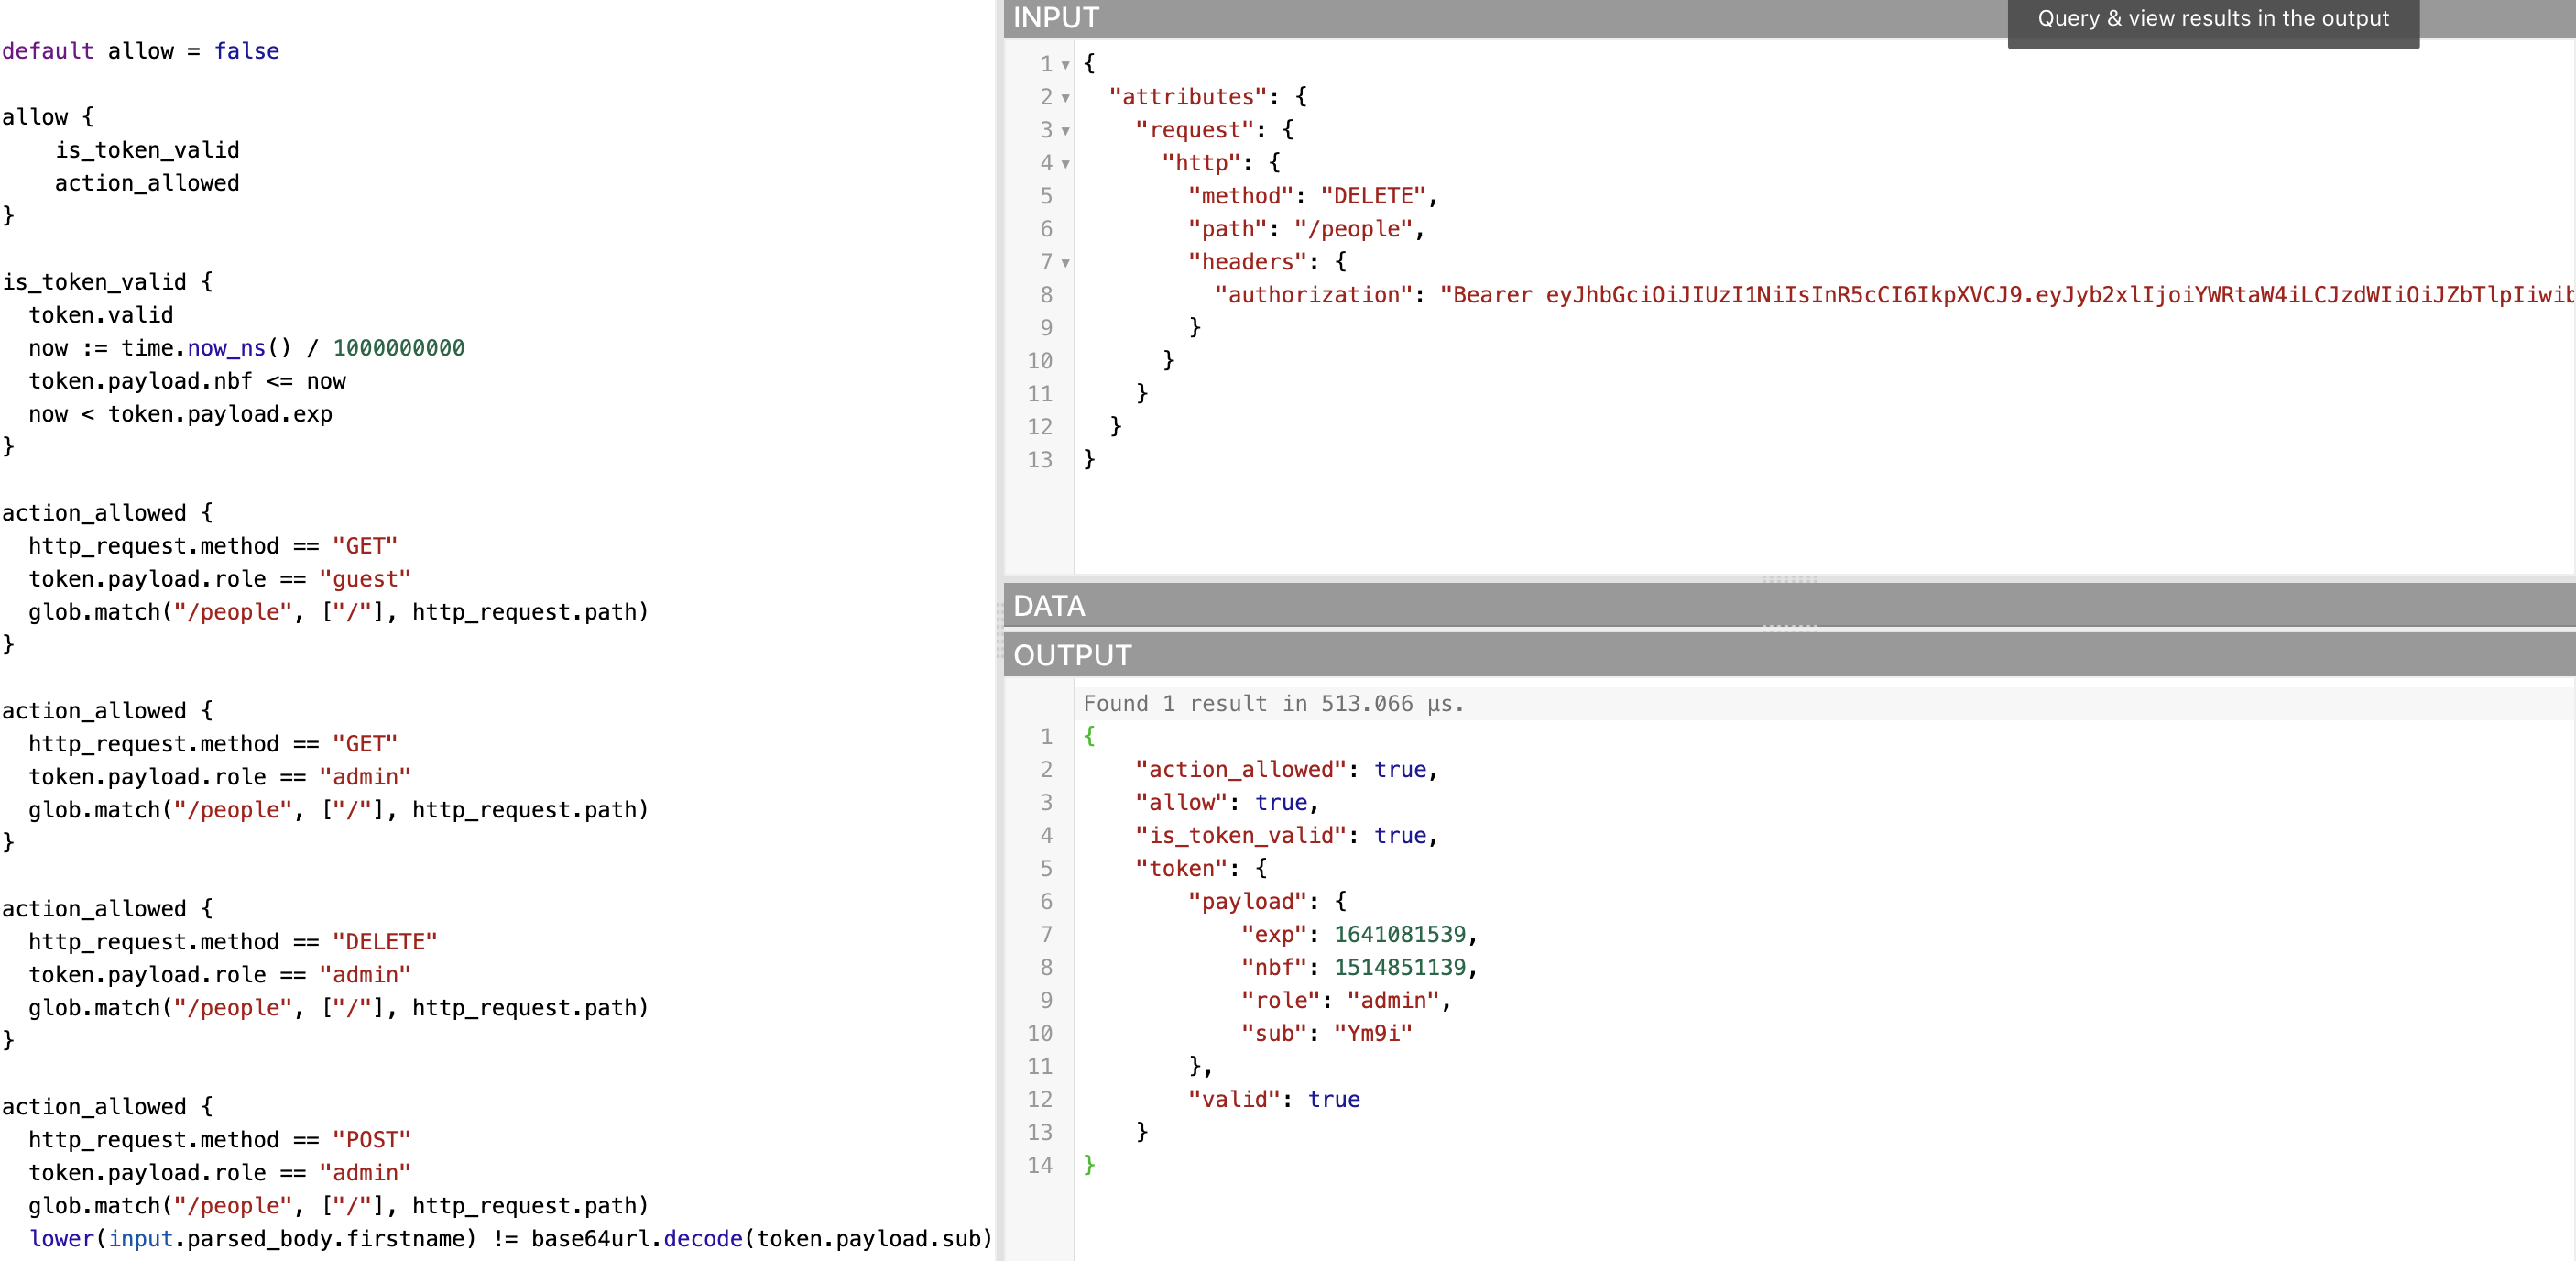 default allow = false
allow {
is_token_valid
action_allowed
}
is_token_valid {
token.valid
now := time.now_ns() / 1000000000
token.payload.nbf <= now
now < token.payload.exp
}
action_allowed {
http_request.method == "GET"
token.payload.role == "guest"
glob.match("/people", ["/"], http_request.path)
}
action_allowed {
http_request.method == "GET"
token.payload.role == "admin"
glob.match("/people", ["/"], http_request.path)
}
action_allowed {
http_request.method == "DELETE"
token.payload.role == "admin"
glob.match("/people", ["/"], http_request.path)
}
action_allowed {
http_request.method == "POST"
token.payload.role == "admin"
glob.match("/people", ["/"], http_request.path)
lower(input.parsed_body.firstname) != base64url.decode(token.payload.sub)
INPUT
Query & view results in the output
1 {
2 "attributes": {
3 "request": {
4 "http": {
5 "method": "DELETE",
6 "path": "/people",
7 "headers": {
8 "authorization": "Bearer eyJhbGciOiJIUzI1NiIsInR5cCI6IkpXVCJ9.eyJyb2xlIjoiYWRtaW4iLCJzdWIiOiJZbTlpIiwib
9 }
10 }
11 }
12 }
13 }
DATA
OUTPUT
Found 1 result in 513.066 µs.
1 {
2 "action_allowed": true,
3 "allow": true,
4 "is_token_valid": true,
5 "token": {
6 "payload": {
7 "exp": 1641081539,
8 "nbf": 1514851139,
9 "role": "admin",
10 "sub": "Ym9i"
11 },
12 "valid": true
13 }
14 }